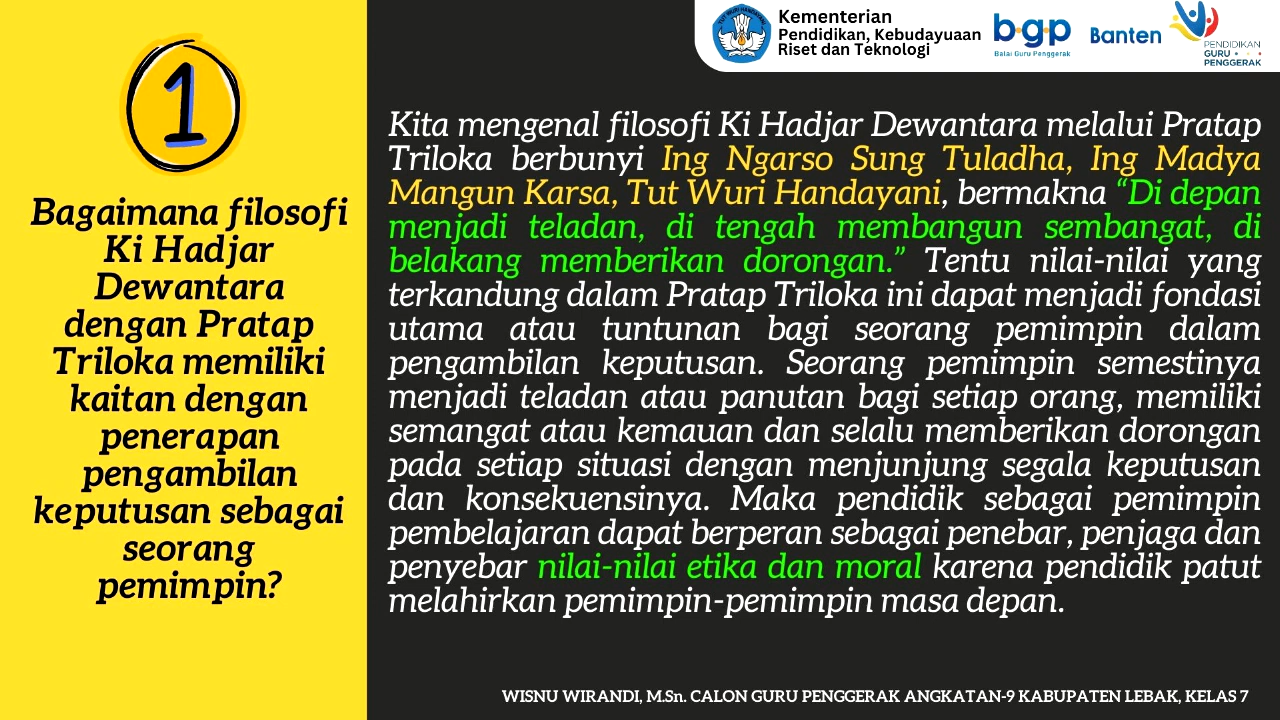 Kementerian
Pendidikan, Kebudayuaan
Riset dan Teknologi
TUT WURI HANDAYANI
bgp
Balai Guru Penggerak
Banten
PENDIDIKAN
GURU
PENGGERAK
1
Bagaimana filosofi
Ki Hadjar
Dewantara
dengan Pratap
Triloka memiliki
kaitan dengan
penerapan
pengambilan
keputusan sebagai
seorang
pemimpin?
Kita mengenal filosofi Ki Hadjar Dewantara melalui Pratap
Triloka berbunyi Ing Ngarso Sung Tuladha, Ing Madya
Mangun Karsa, Tut Wuri Handayani, bermakna “Di depan
menjadi teladan, di tengah membangun sembangat, di
belakang memberikan dorongan.” Tentu nilai-nilai yang
terkandung dalam Pratap Triloka ini dapat menjadi fondasi
utama atau tuntunan bagi seorang pemimpin dalam
pengambilan keputusan. Seorang pemimpin semestinya
menjadi teladan atau panutan bagi setiap orang, memiliki
semangat atau kemauan dan selalu memberikan dorongan
pada setiap situasi dengan menjunjung segala keputusan
dan konsekuensinya. Maka pendidik sebagai pemimpin
pembelajaran dapat berperan sebagai penebar, penjaga dan
penyebar nilai-nilai etika dan moral karena pendidik patut
melahirkan pemimpin-pemimpin masa depan.
WISNU WIRANDI, M.Sn. CALON GURU PENGGERAK ANGKATAN-9 KABUPATEN LEBAK, KELAS 7